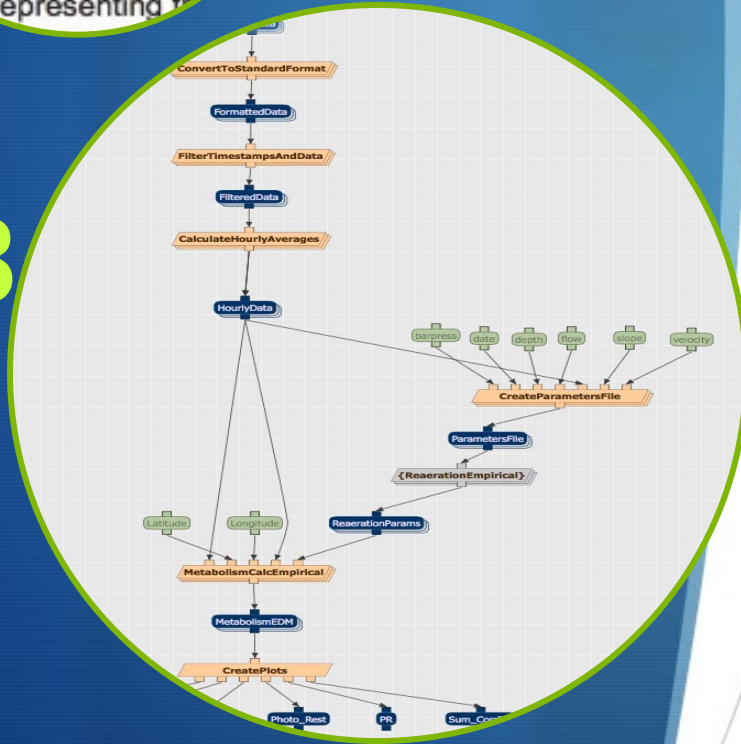 epresenting
ConvertToStandardFormat
FormattedData
FilterTimestampsAndData
FilteredData
CalculateHourlyAverages
HourlyData
barpress date depth flow slope velocity
CreateParametersFile
ParametersFile
{ReaerationEmpirical}
Latitude Longitude ReaerationParams
MetabolismCalcEmpirical
MetabolismEDM
CreatePlots
Photo_Rest PR